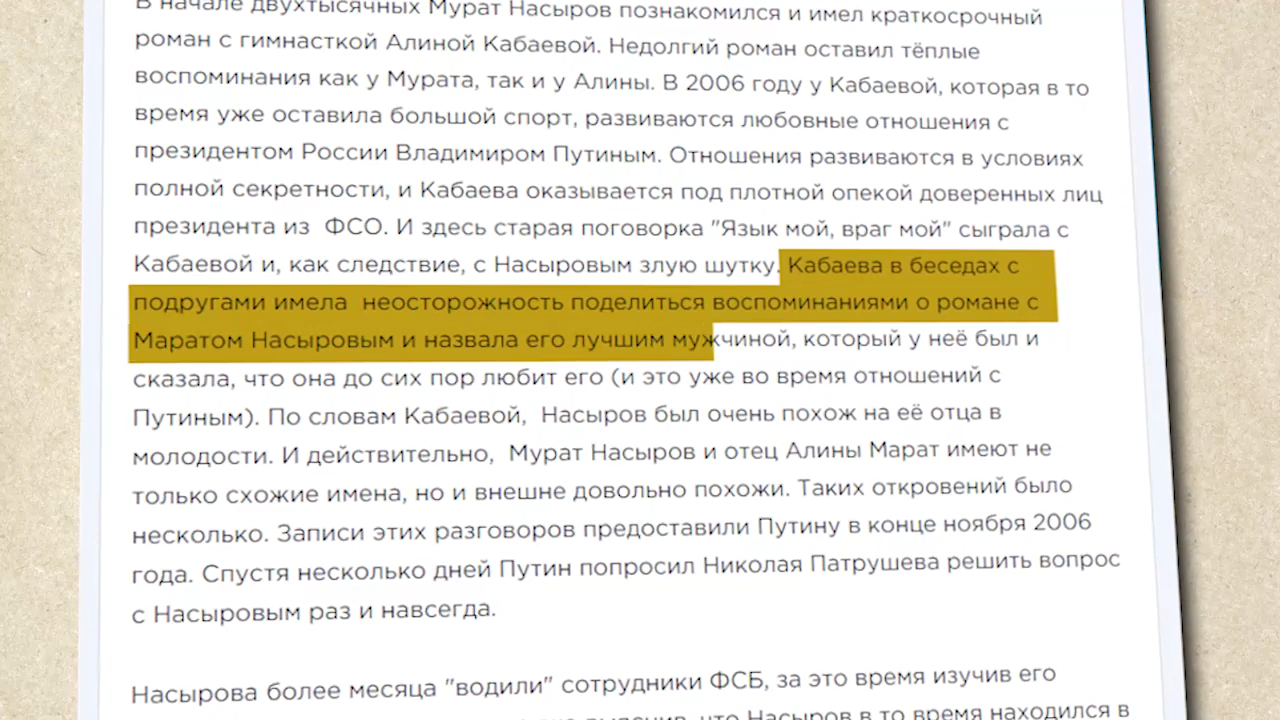 В начале двухтысячных Мурат Насыров познакомился и имел краткосрочный
роман с гимнасткой Алиной Кабаевой. Недолгий роман оставил тёплые
воспоминания как у Мурата, так и у Алины. В 2006 году у Кабаевой, которая в то
время уже оставила большой спорт, развиваются любовные отношения с
президентом России Владимиром Путиным. Отношения развиваются в условиях
полной секретности, и Кабаева оказывается под плотной опекой доверенных лиц
президента из ФСО. И здесь старая поговорка "Язык мой, враг мой" сыграла с
Кабаевой и, как следствие, с Насыровым злую шутку. Кабаева в беседах с
подругами имела неосторожность поделиться воспоминаниями о романе с
Маратом Насыровым и назвала его лучшим мужчиной, который у неё был и
сказала, что она до сих пор любит его (и это уже во время отношений с
Путиным). По словам Кабаевой, Насыров был очень похож на её отца в
молодости. И действительно, Мурат Насыров и отец Алины Марат имеют не
только схожие имена, но и внешне довольно похожи. Таких откровений было
несколько. Записи этих разговоров предоставили Путину в конце ноября 2006
года. Спустя несколько дней Путин попросил Николая Патрушева решить вопрос
с Насыровым раз и навсегда.
Насырова более месяца "водили" сотрудники ФСБ, за это время изучив его
выяснив, что Насыров в то время находился в